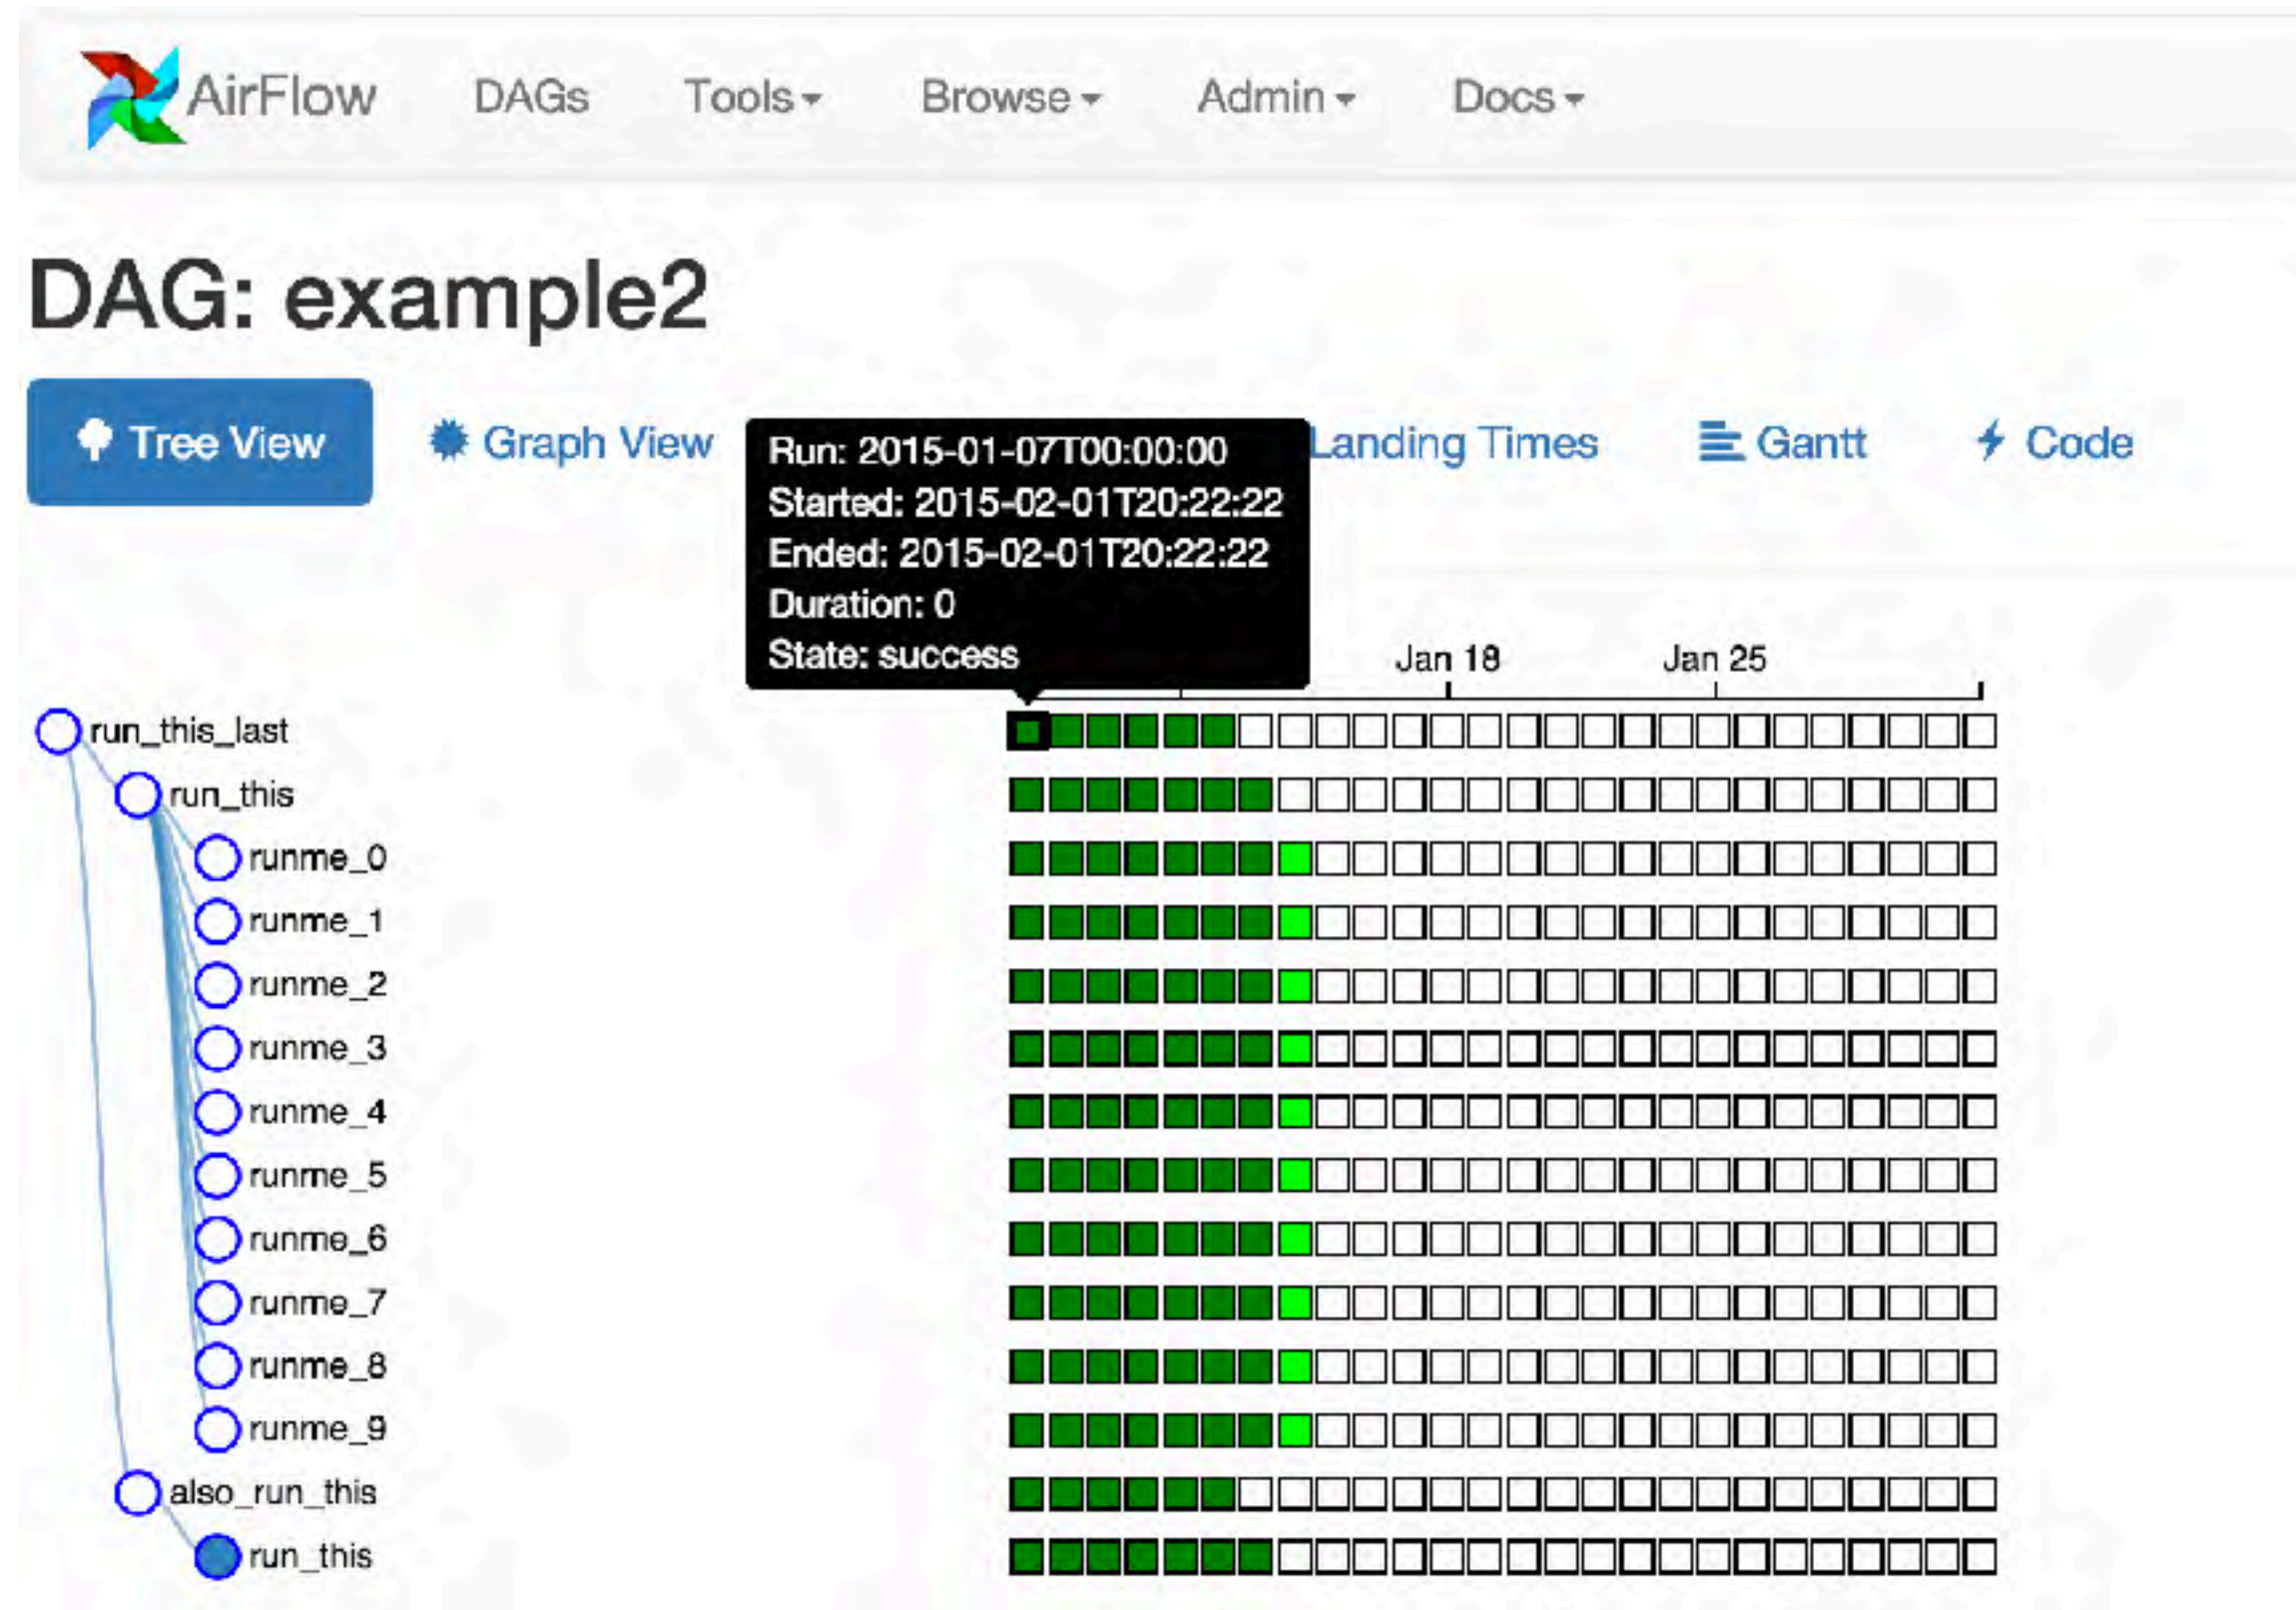 AirFlow DAGs Tools Browse Admin Docs
DAG: example2
Tree View Graph View Landing Times Gantt Code
Run: 2015-01-07T00:00:00
Started: 2015-02-01T20:22:22
Ended: 2015-02-01T20:22:22
Duration: 0
State: success
Jan 18 Jan 25
run_this_last
run_this
runme_0
runme_1
runme_2
runme_3
runme_4
runme_5
runme_6
runme_7
runme_8
runme_9
also_run_this
run_this